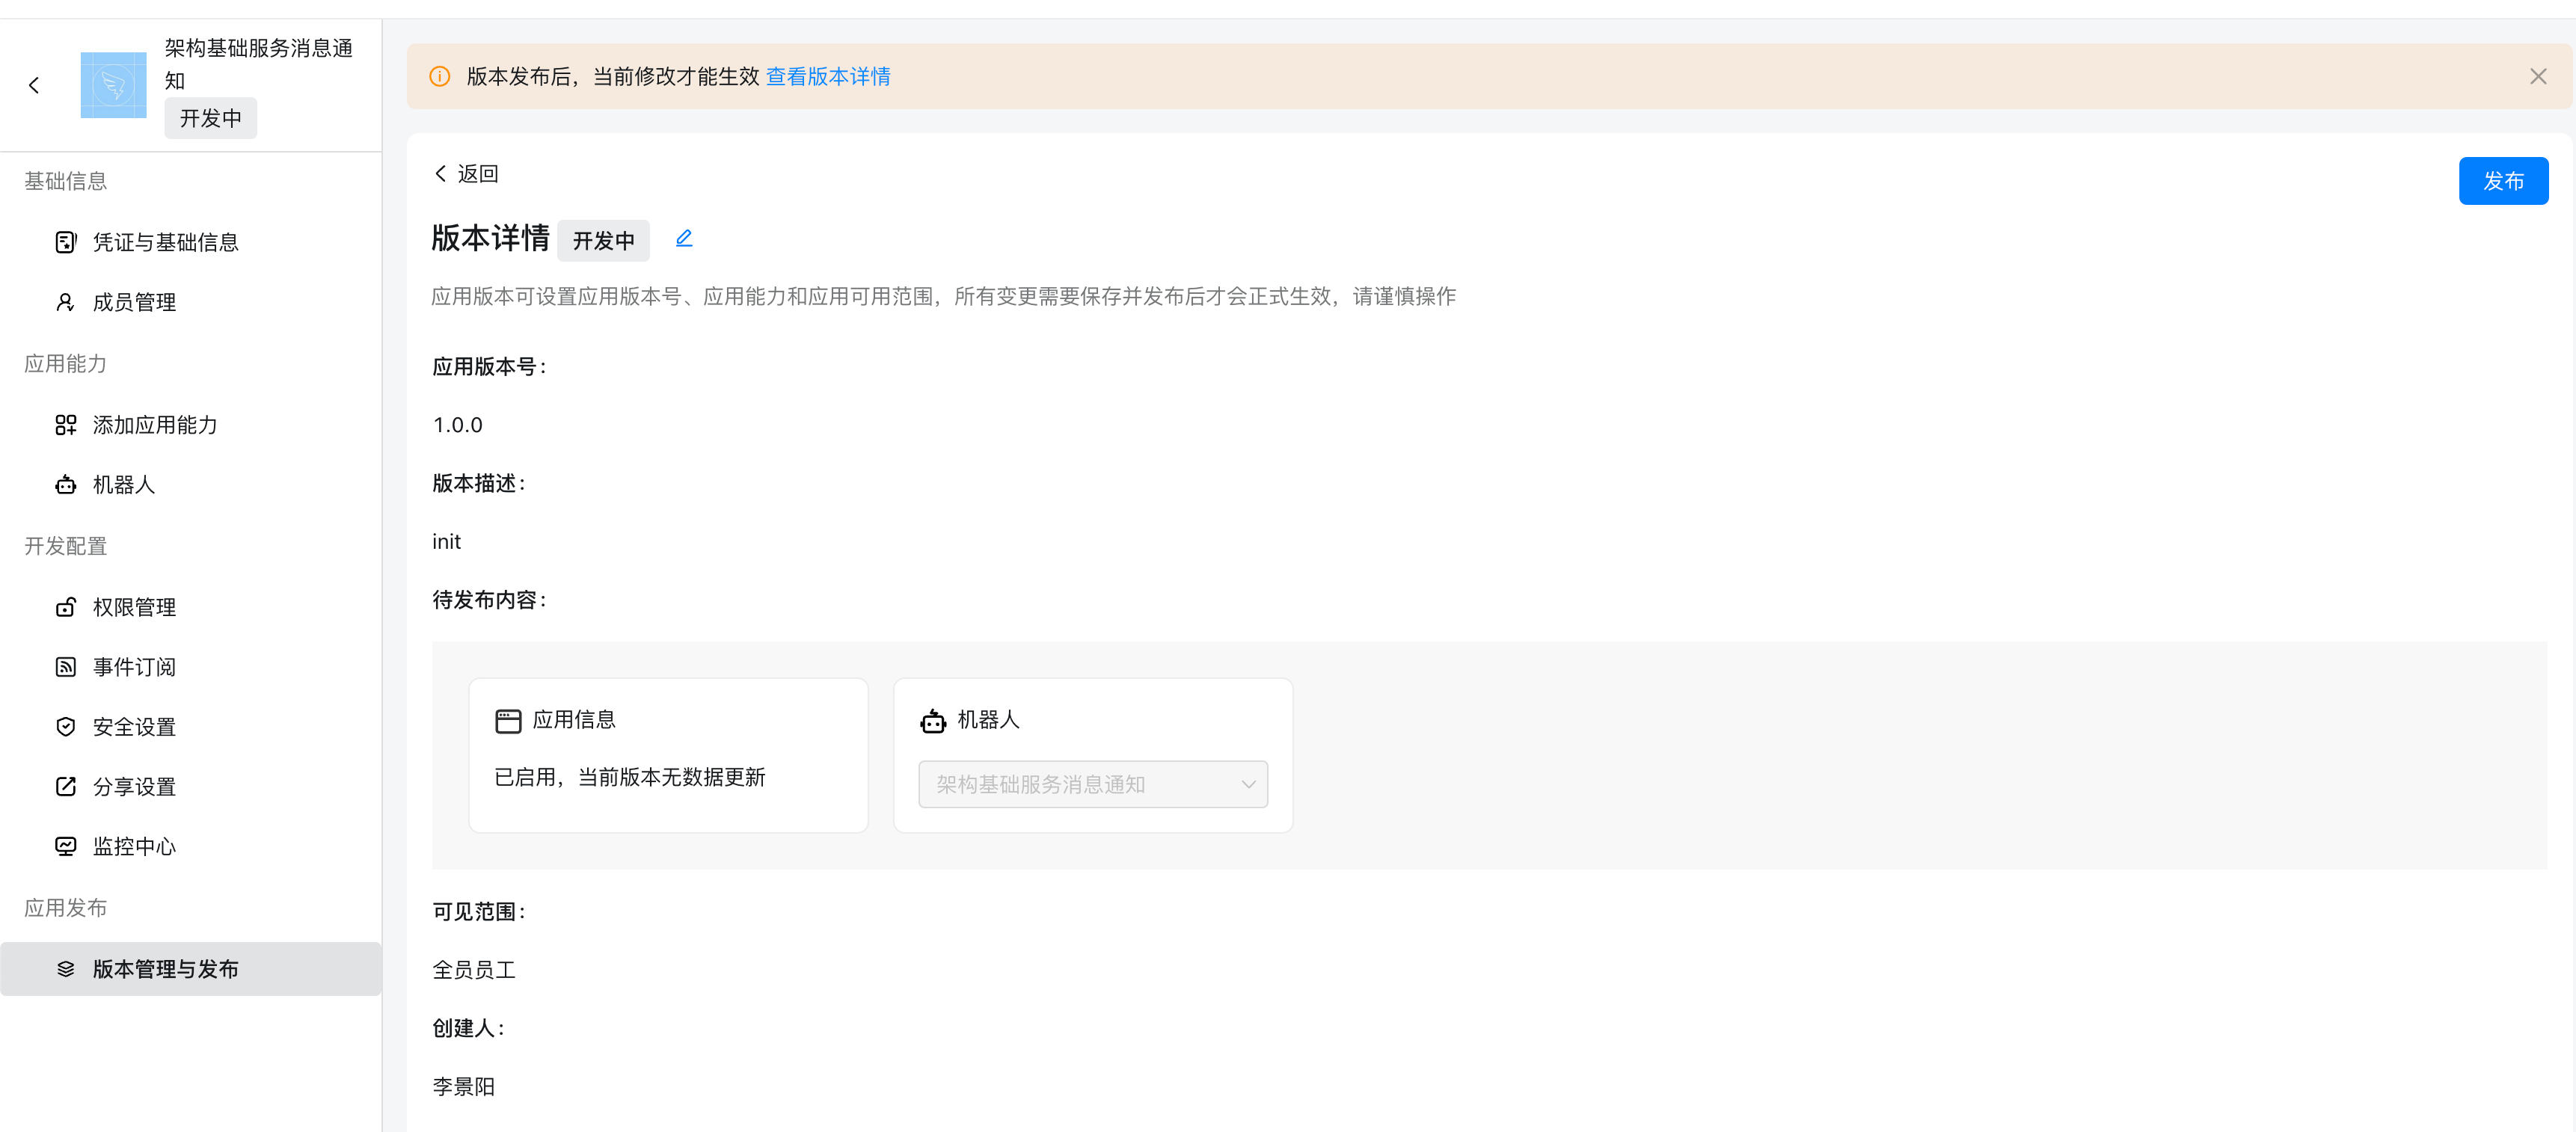 架构基础服务消息通
知
开发中
基础信息
凭证与基础信息
成员管理
应用能力
添加应用能力
机器人
开发配置
权限管理
事件订阅
安全设置
分享设置
监控中心
应用发布
版本管理与发布
版本发布后，当前修改才能生效 查看版本详情
返回
发布
版本详情 开发中
应用版本可设置应用版本号、应用能力和应用可用范围，所有变更需要保存并发布后才会正式生效，请谨慎操作
应用版本号：
1.0.0
版本描述：
init
待发布内容：
应用信息
已启用，当前版本无数据更新
机器人
架构基础服务消息通知
可见范围：
全员员工
创建人：
李景阳